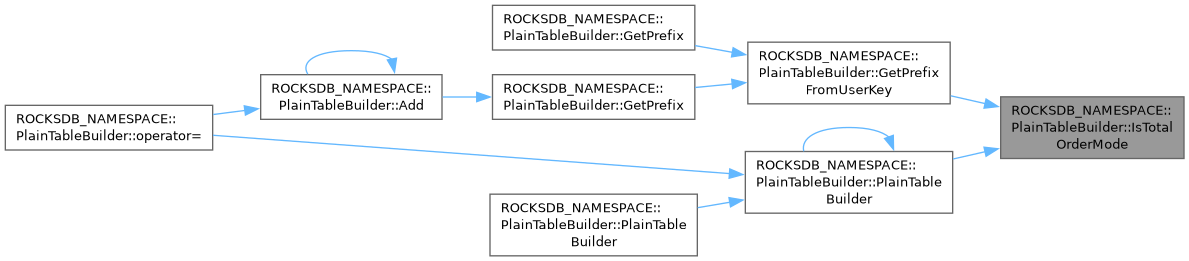 ROCKSDB_NAMESPACE::
PlainTableBuilder::GetPrefix
ROCKSDB_NAMESPACE::
PlainTableBuilder::GetPrefix
FromUserKey
ROCKSDB_NAMESPACE::
PlainTableBuilder::Add
ROCKSDB_NAMESPACE::
PlainTableBuilder::GetPrefix
ROCKSDB_NAMESPACE::
PlainTableBuilder::operator=
ROCKSDB_NAMESPACE::
PlainTableBuilder::IsTotal
OrderMode
ROCKSDB_NAMESPACE::
PlainTableBuilder::PlainTable
Builder
ROCKSDB_NAMESPACE::
PlainTableBuilder::PlainTable
Builder